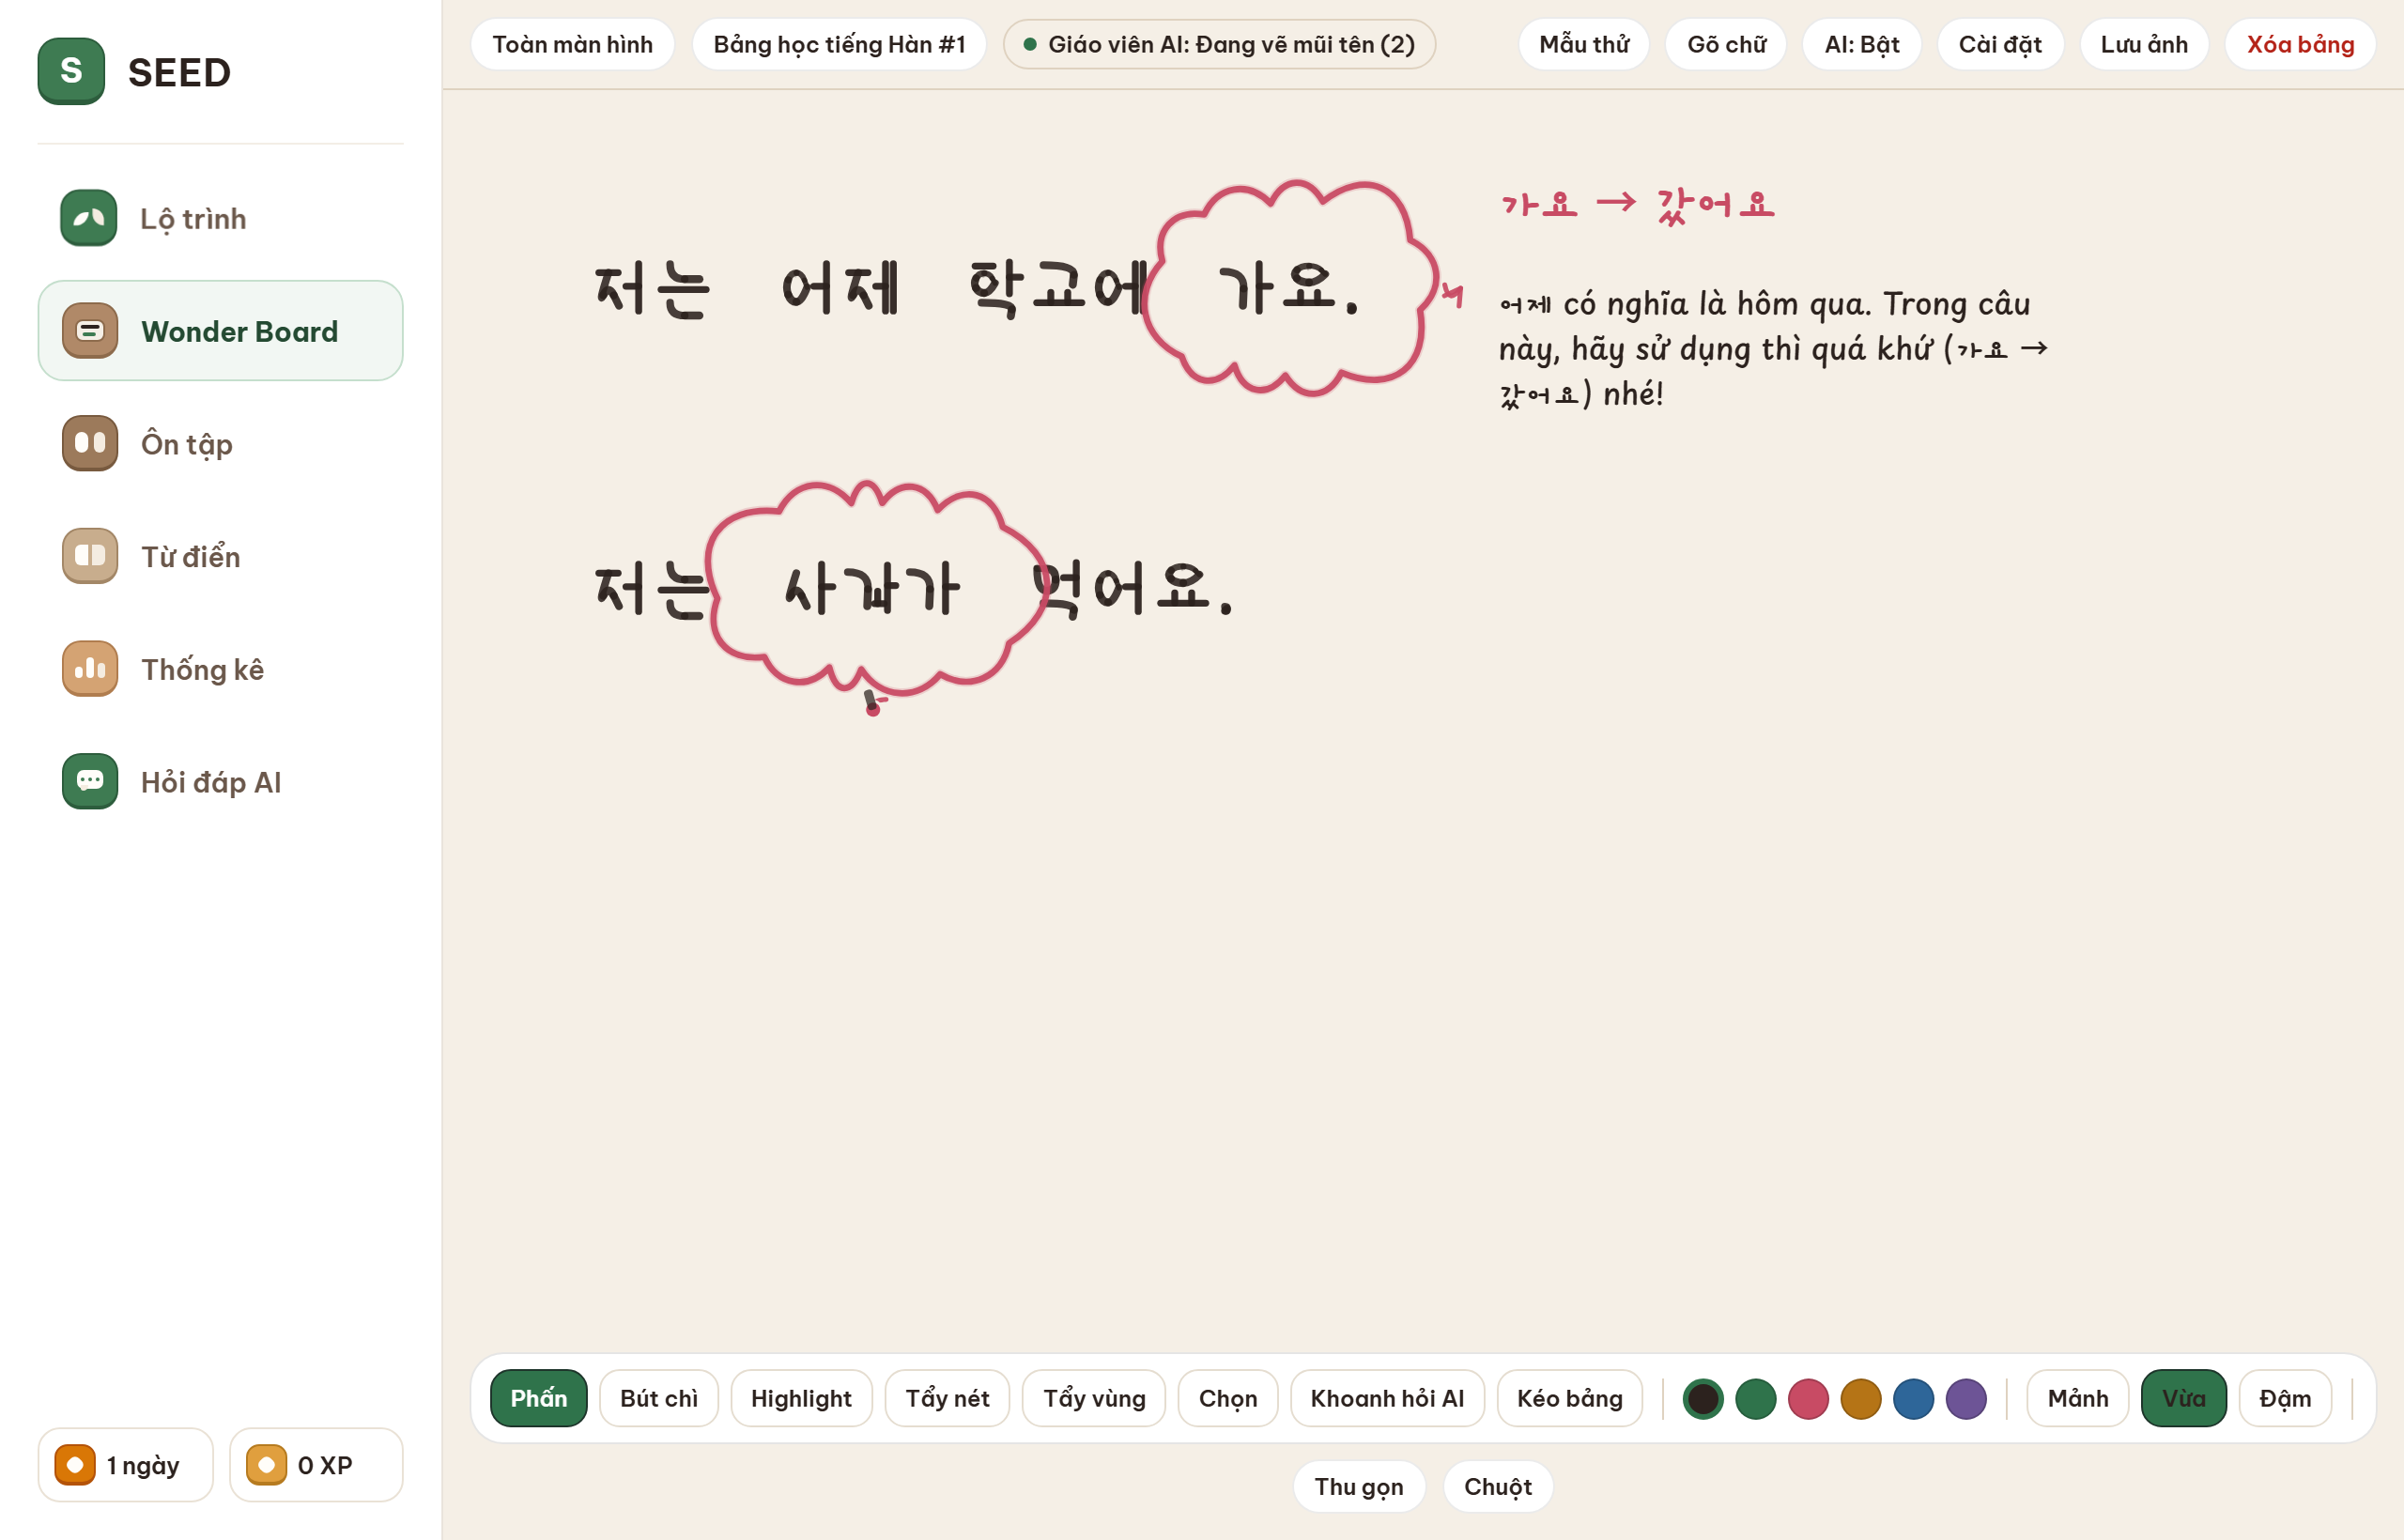 S SEED
Toàn màn hình
Bảng học tiếng Hàn #1
Giáo viên AI: Đang vẽ mũi tên (2)
Mẫu thử
Gõ chữ
AI: Bật
Cài đặt
Lưu ảnh
Xóa bảng
Lộ trình
Wonder Board
Ôn tập
Từ điển
Thống kê
Hỏi đáp AI
1 ngày
0 XP
저는 어제 학교에 가요.
가요 → 갔어요
어제 có nghĩa là hôm qua. Trong câu
này, hãy sử dụng thì quá khứ (가요 →
갔어요) nhé!
저는 먹어요.
Phấn
Bút chì
Highlight
Tẩy nét
Tẩy vùng
Chọn
Khoanh hỏi AI
Kéo bảng
Mảnh
Vừa
Đậm
Thu gọn
Chuột